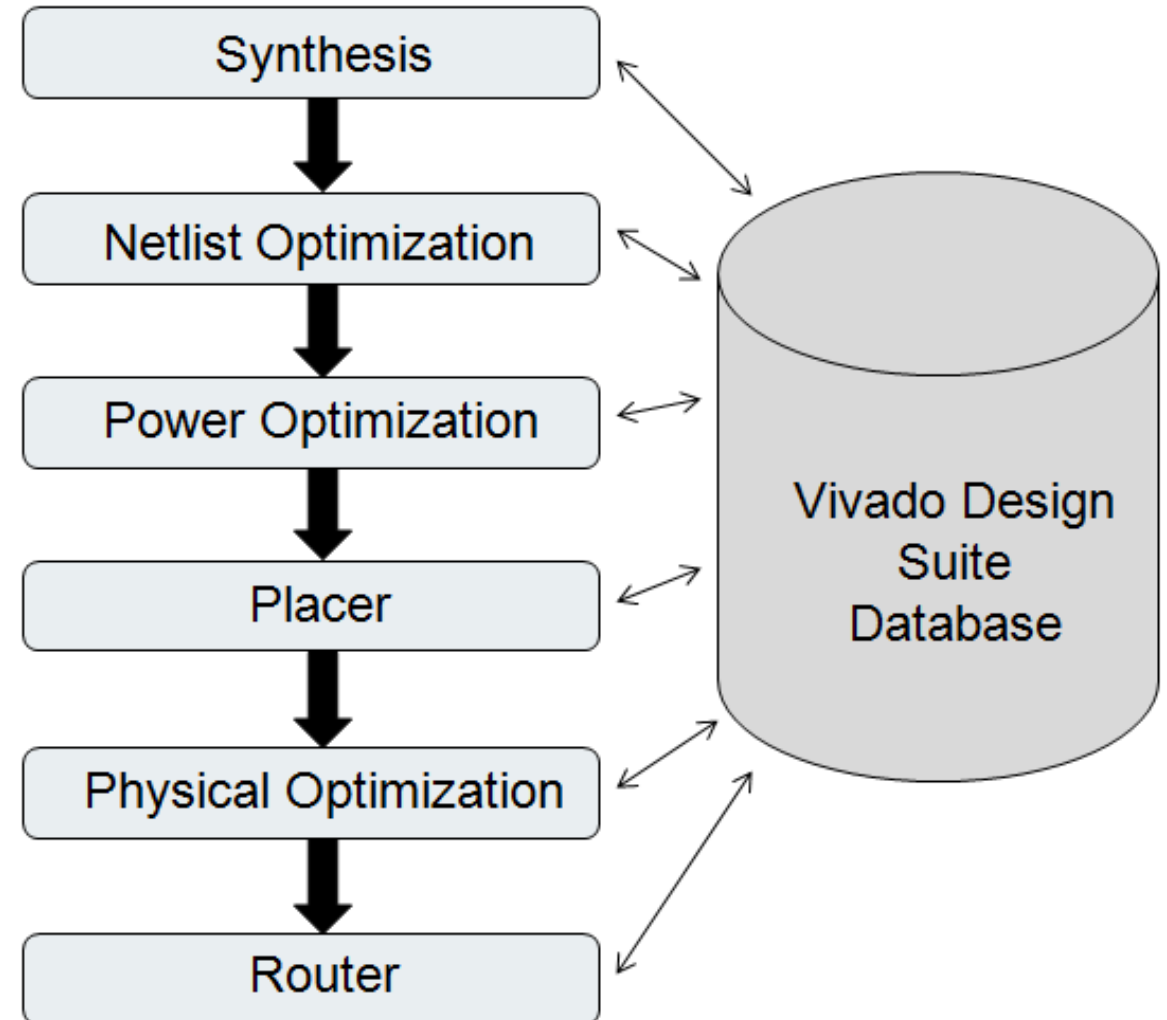 Synthesis
Netlist Optimization
Power Optimization
Placer
Physical Optimization
Router
Vivado Design
Suite
Database